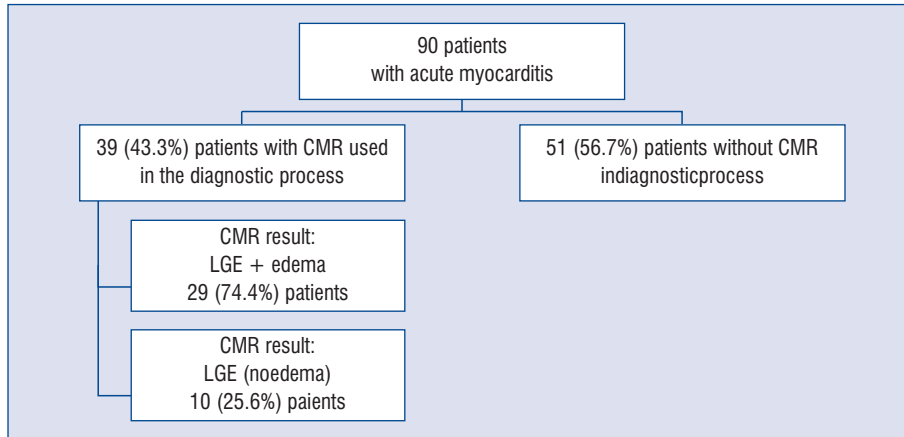 90 patients
with acute myocarditis
39 (43.3%) patients with CMR used
in the diagnostic process
51 (56.7%) patients without CMR
indiagnosticprocess
CMR result:
LGE + edema
29 (74.4%) patients
CMR result:
LGE (noedema)
10 (25.6%) paients